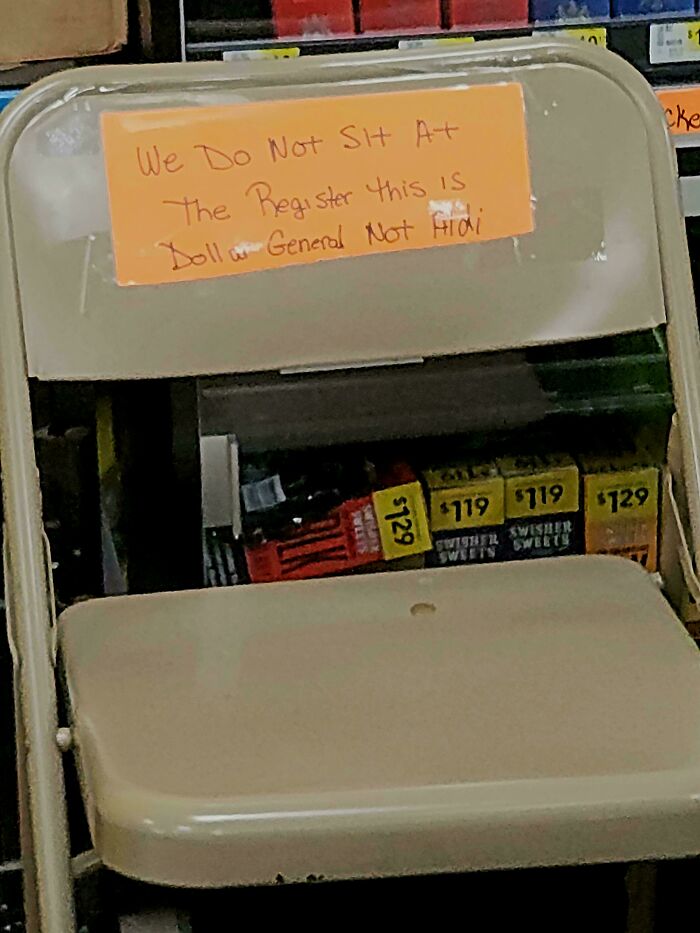 cke
We Do Not Sit At
The Register this is
Dollar General Not Aldi
$129
$119
$119
$129
SWISHER
SWEETS
SWISHER
SWEETS